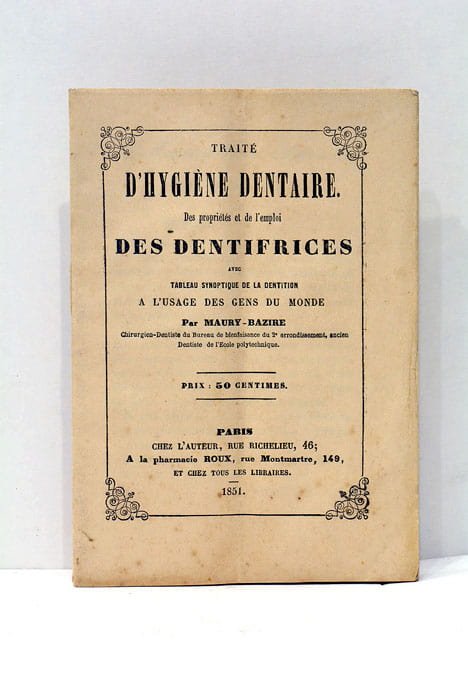 TRAITÉ
D'HYGIÈNE DENTAIRE.
Des propriétés et de l'emploi
DES DENTIFRICES
AVEC
TABLEAU SYNOPTIQUE DE LA DENTITION
A L'USAGE DES GENS DU MONDE
Par MAURY-BAZIRE
Chirurgien-Dentiste du Bureau de bienfaisance du 2e arrondissement, ancien
Dentiste de l'Ecole polytechnique.
PRIX : 50 CENTIMES.
PARIS
CHEZ L'AUTEUR, RUE RICHELIEU, 46;
A la pharmacie ROUX, rue Montmartre, 149,
ET CHEZ TOUS LES LIBRAIRES.
1851.